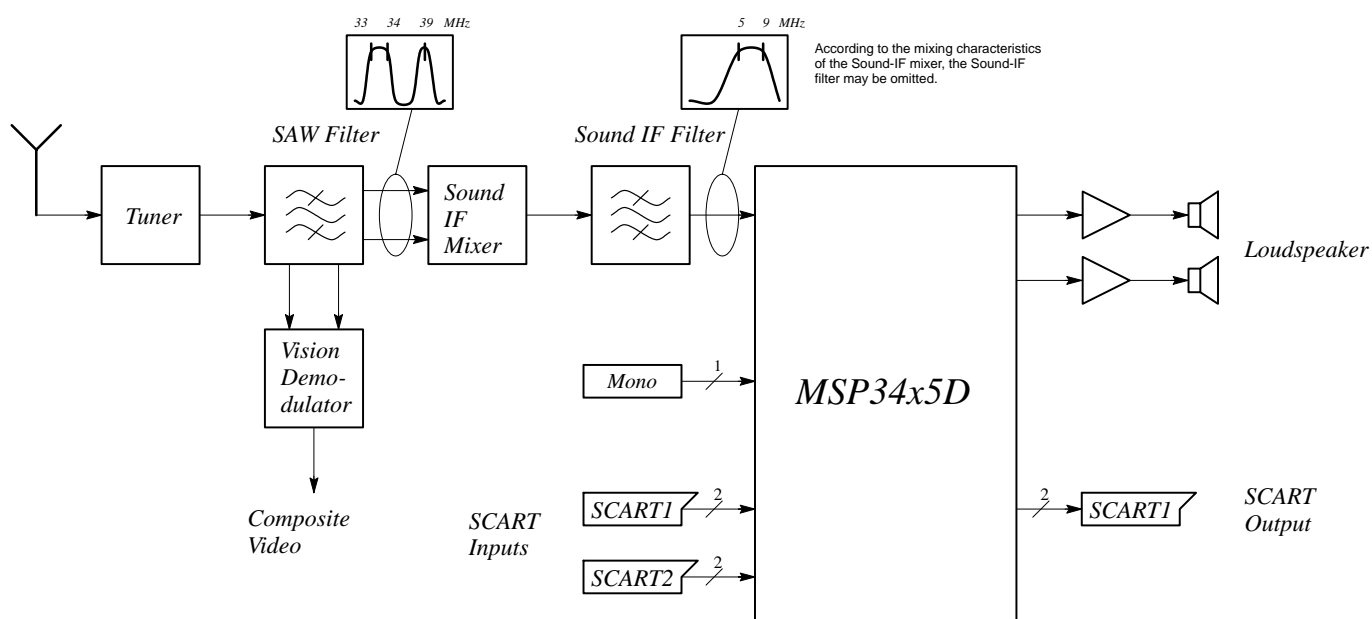 33 34 39 MHz
5 9 MHz
According to the mixing characteristics
of the Sound-IF mixer, the Sound-IF
filter may be omitted.
SAW Filter
Sound IF Filter
Tuner
Sound
IF
Mixer
Loudspeaker
Vision
Demo-
dulator
Mono
1
MSP34x5D
Composite
Video
SCART
Inputs
SCART1
2
SCART2
2
2
SCART1
SCART
Output